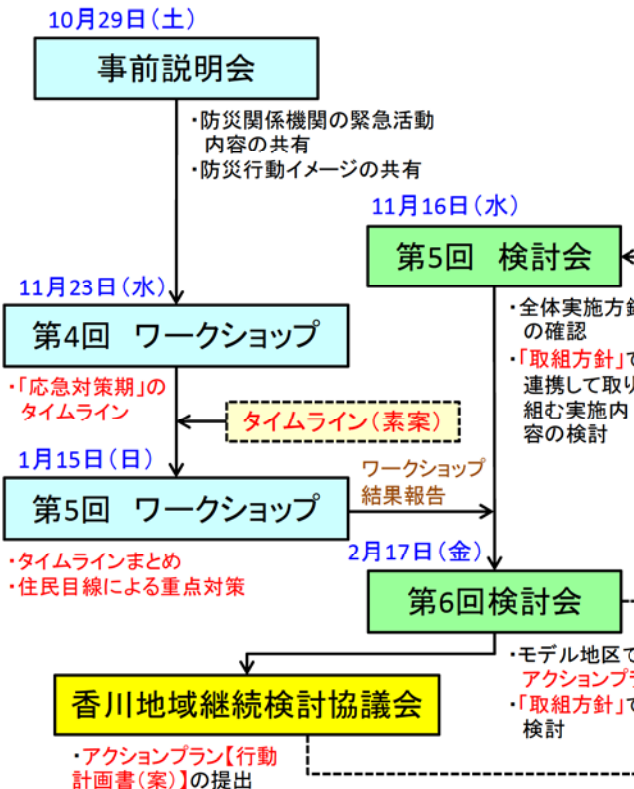 10月29日(土)
事前説明会
・防災関係機関の緊急活動
内容の共有
・防災行動イメージの共有
11月16日(水)
第5回 検討会
・全体実施方針
の確認
・「取組方針」で
連携して取り
組む実施内
容の検討
11月23日(水)
第4回 ワークショップ
・「応急対策期」の
タイムライン
タイムライン(素案)
1月15日(日)
第5回 ワークショップ
・タイムラインまとめ
・住民目線による重点対策
ワークショップ
結果報告
2月17日(金)
第6回検討会
・モデル地区で
アクションプ
・「取組方針」で
検討
香川地域継続検討協議会
・アクションプラン【行動
計画書(案)】の提出